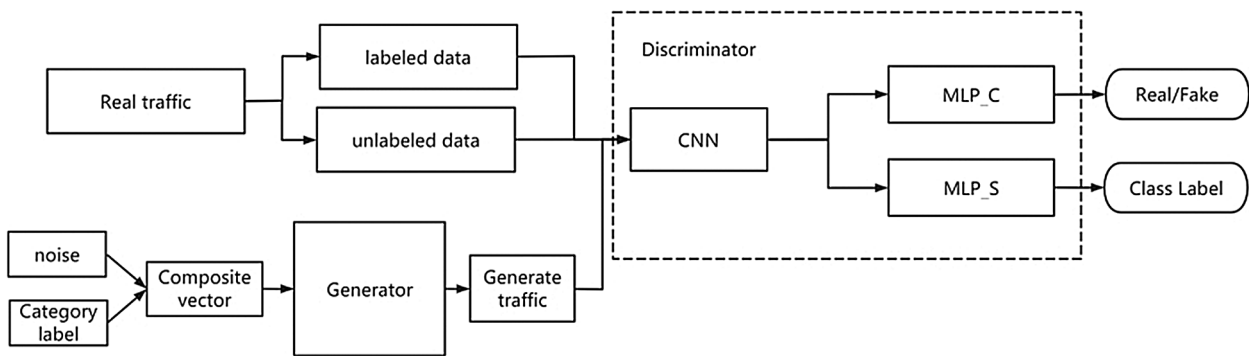 Real traffic
labeled data
unlabeled data
Discriminator
CNN
MLP_C
MLP_S
Real/Fake
Class Label
noise
Category
label
Composite
vector
Generator
Generate
traffic